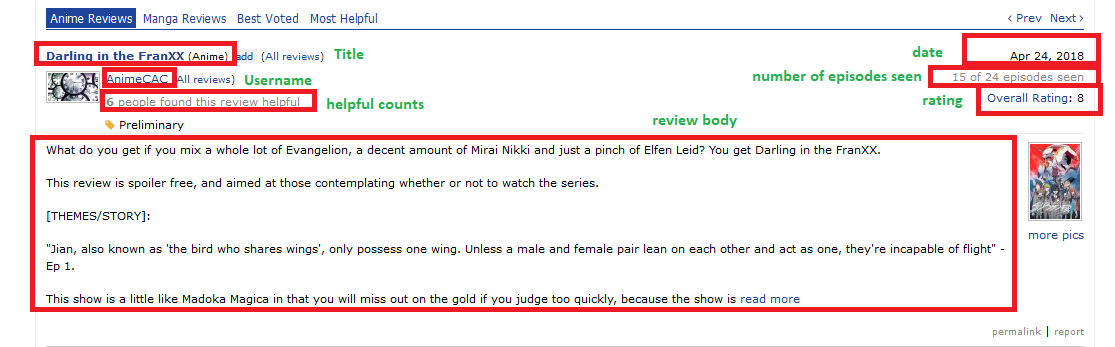 Anime Reviews Manga Reviews Best Voted Most Helpful ‹ Prev Next ›
Darling in the FranXX (Anime) add (All reviews) Title date Apr 24, 2018
AnimeCAC (All reviews) Username number of episodes seen 15 of 24 episodes seen
6 people found this review helpful helpful counts rating Overall Rating: 8
Preliminary review body
What do you get if you mix a whole lot of Evangelion, a decent amount of Mirai Nikki and just a pinch of Elfen Leid? You get Darling in the FranXX.
This review is spoiler free, and aimed at those contemplating whether or not to watch the series.
[THEMES/STORY]:
"Jian, also known as 'the bird who shares wings', only possess one wing. Unless a male and female pair lean on each other and act as one, they're incapable of flight" -
Ep 1.
more pics
This show is a little like Madoka Magica in that you will miss out on the gold if you judge too quickly, because the show is read more
permalink | report